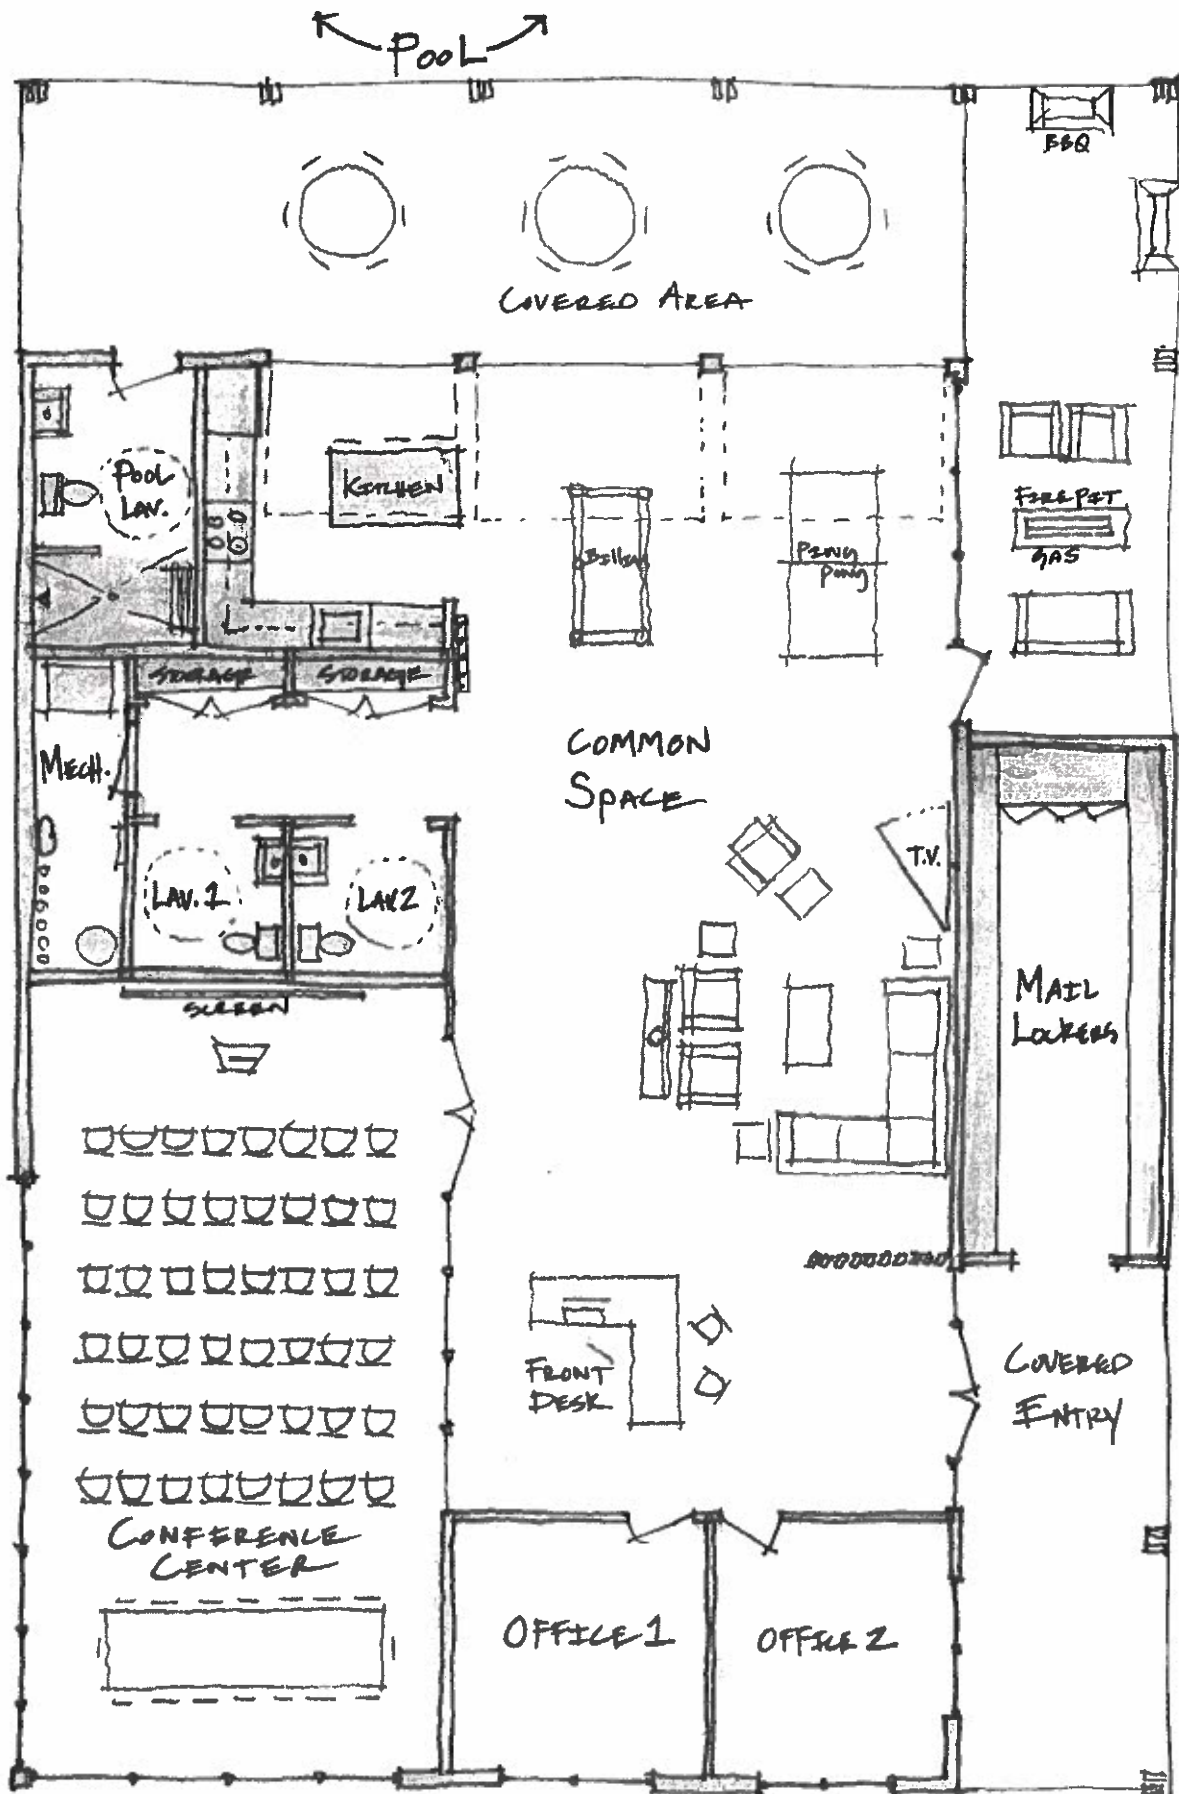 POOL
BBQ
COVERED AREA
POOL
LAV.
KITCHEN
PING
PONG
FIRE PIT
GAS
STORAGE
STORAGE
MECH.
COMMON
SPACE
T.V.
LAV. 1
LAV 2
SCREEN
MAIL
LOCKERS
FRONT
DESK
COVERED
ENTRY
CONFERENCE
CENTER
OFFICE 1
OFFICE 2